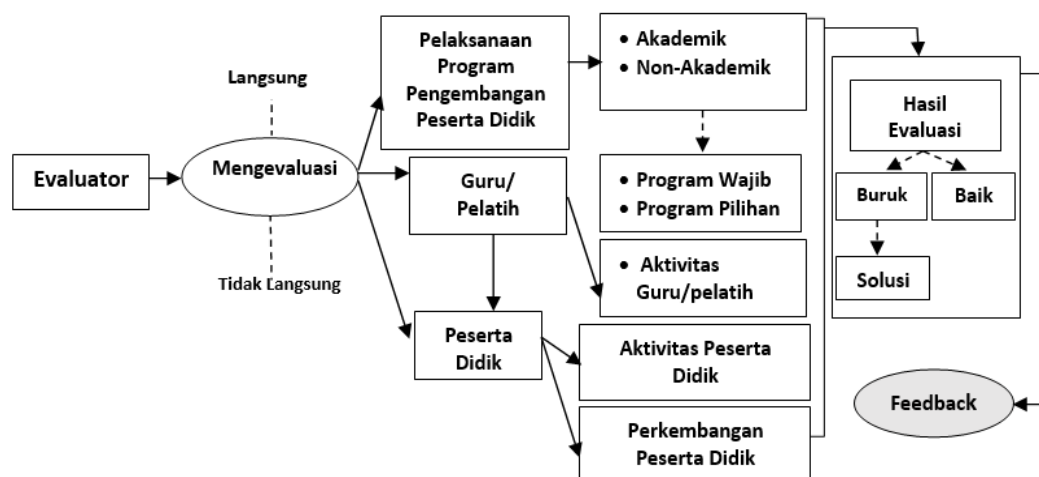 Evaluator
Langsung
Mengevaluasi
Tidak Langsung
Pelaksanaan
Program
Pengembangan
Peserta Didik
Guru/
Pelatih
Peserta
Didik
• Akademik
• Non-Akademik
• Program Wajib
• Program Pilihan
• Aktivitas
Guru/pelatih
Aktivitas Peserta
Didik
Perkembangan
Peserta Didik
Hasil
Evaluasi
Buruk
Baik
Solusi
Feedback